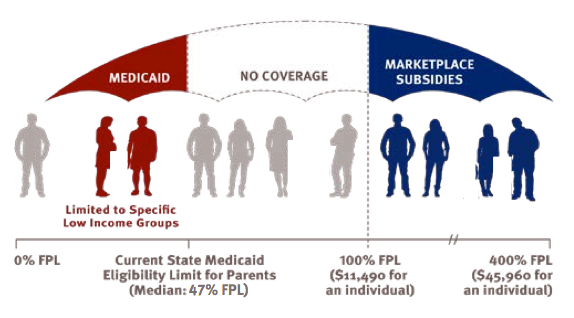 MEDICAID
NO COVERAGE
MARKETPLACE
SUBSIDIES
Limited to Specific
Low Income Groups
0% FPL
Current State Medicaid
Eligibility Limit for Parents
(Median: 47% FPL)
100% FPL
($11,490 for
an individual)
400% FPL
($45,960 for
an individual)